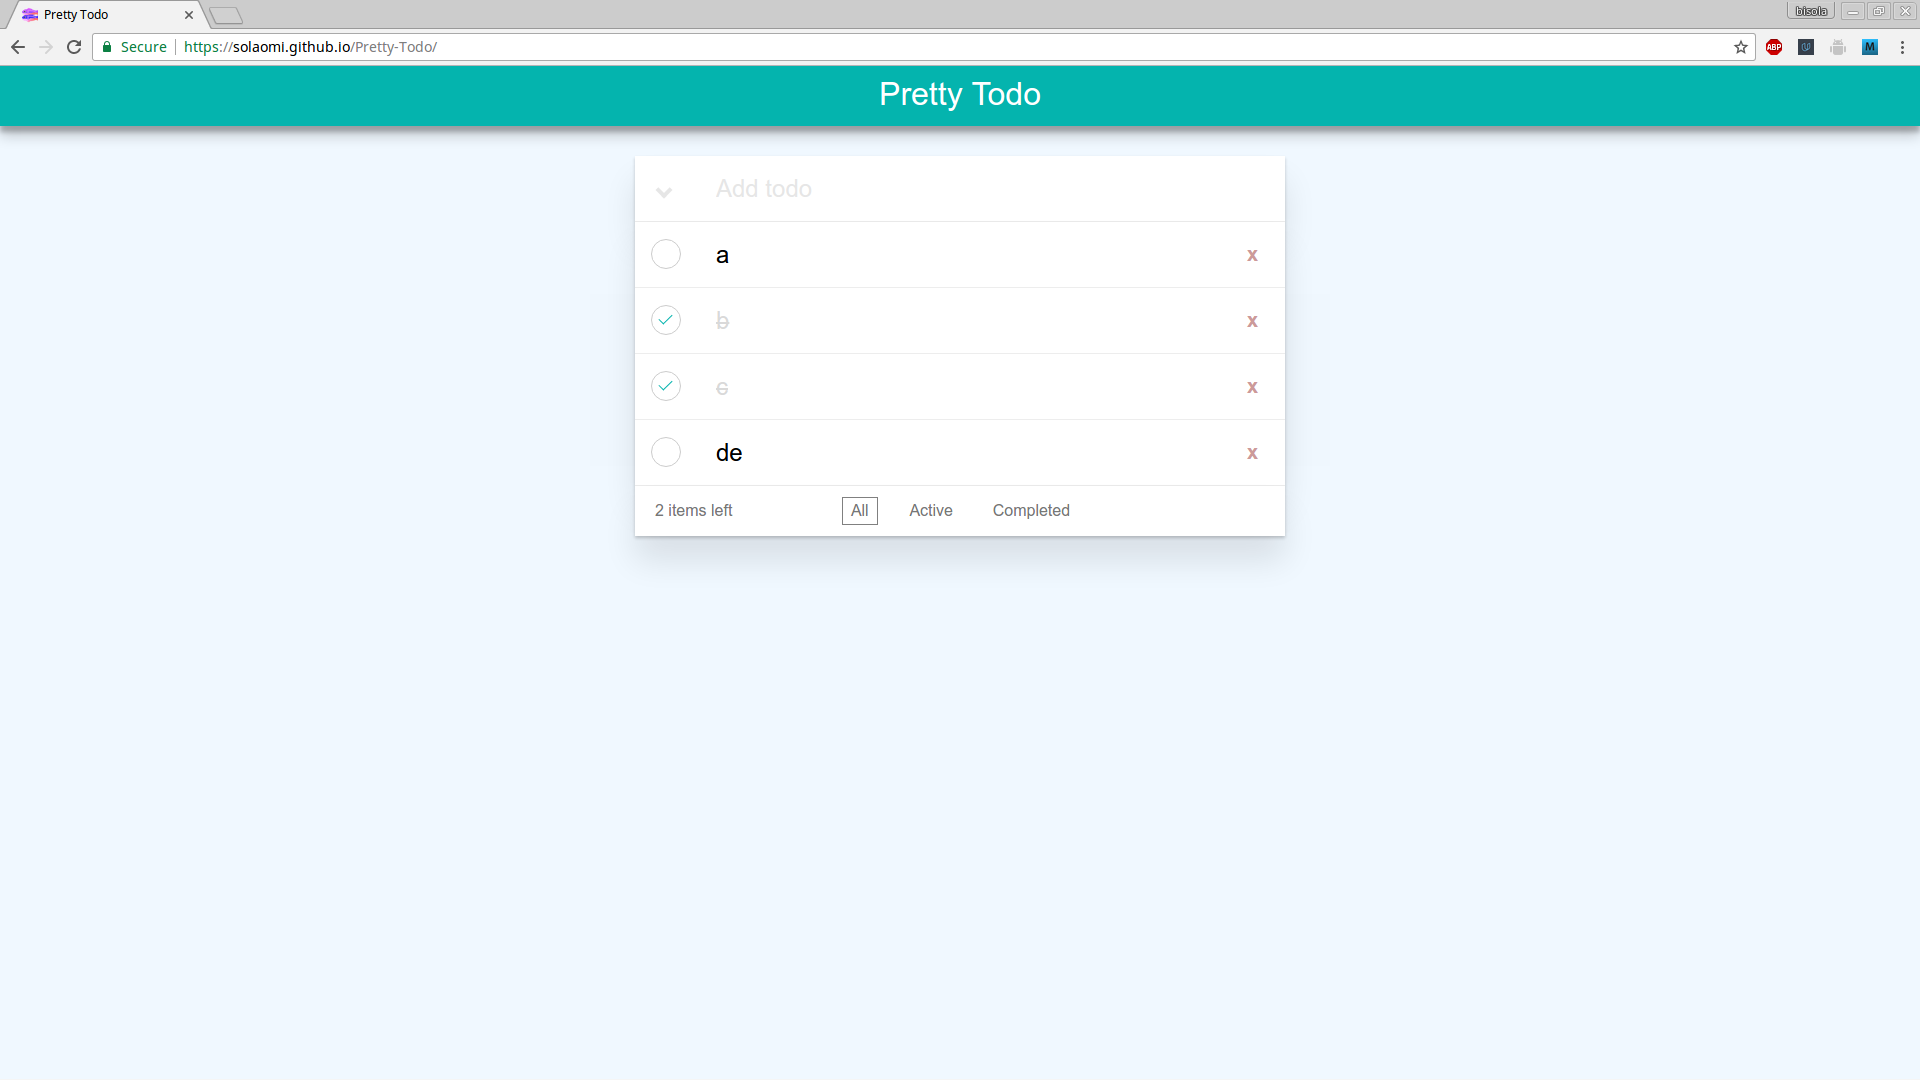 Pretty Todo
bisola
Secure https://solaomi.github.io/Pretty-Todo/
ABP
U
M
Pretty Todo
Add todo
a
x
b
x
c
x
de
x
2 items left
All
Active
Completed